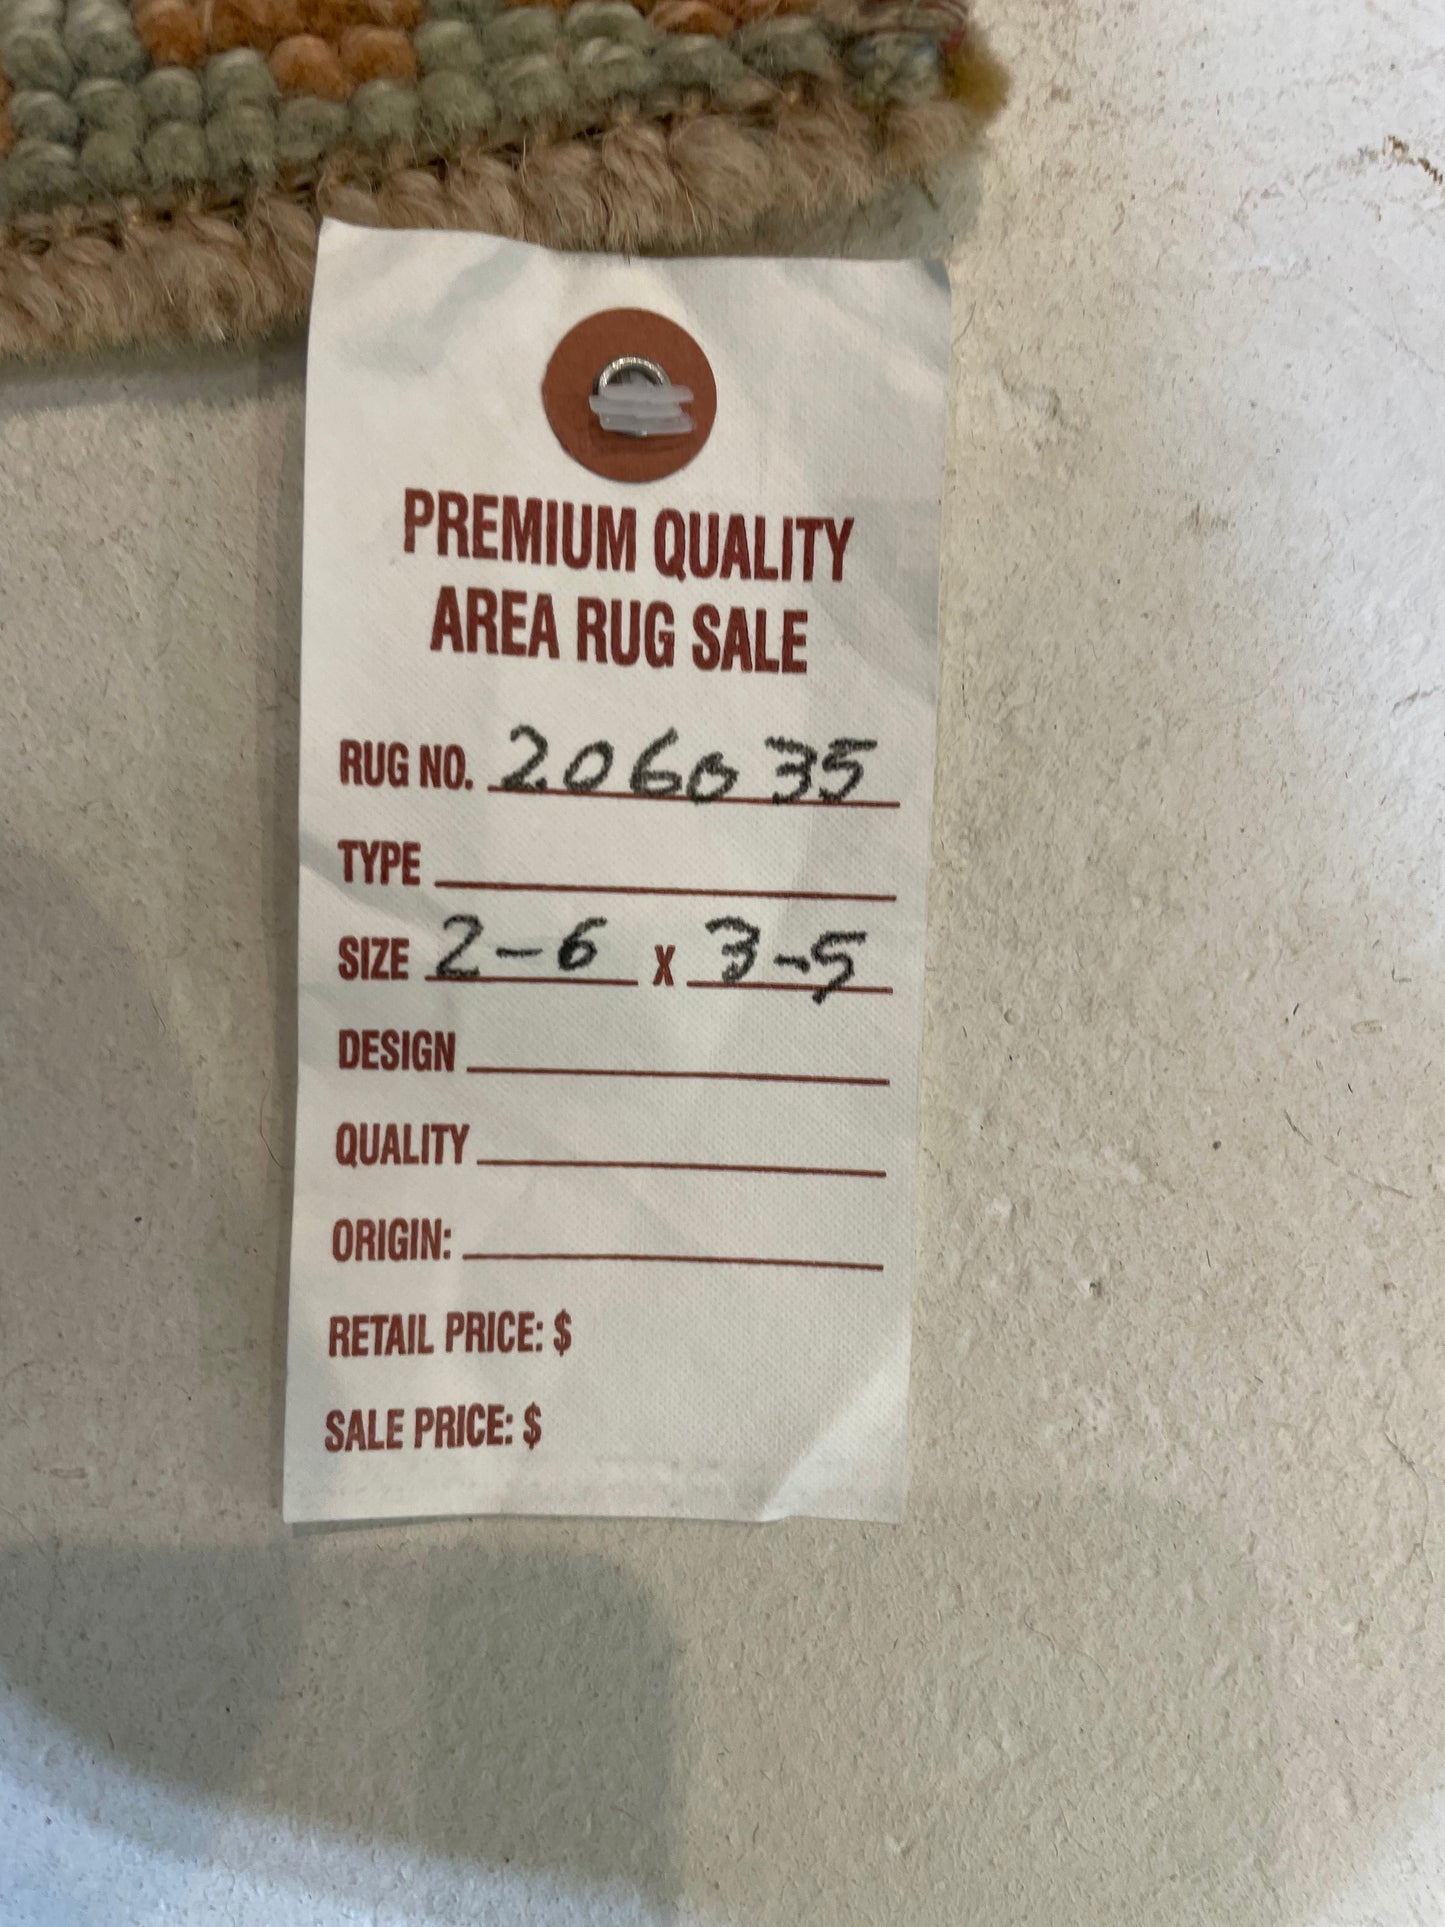 PREMIUM QUALITY
AREA RUG SALE
RUG NO. 206035
TYPE
SIZE 2-6 X 3-5
DESIGN
QUALITY
ORIGIN:
RETAIL PRICE: $
SALE PRICE: $